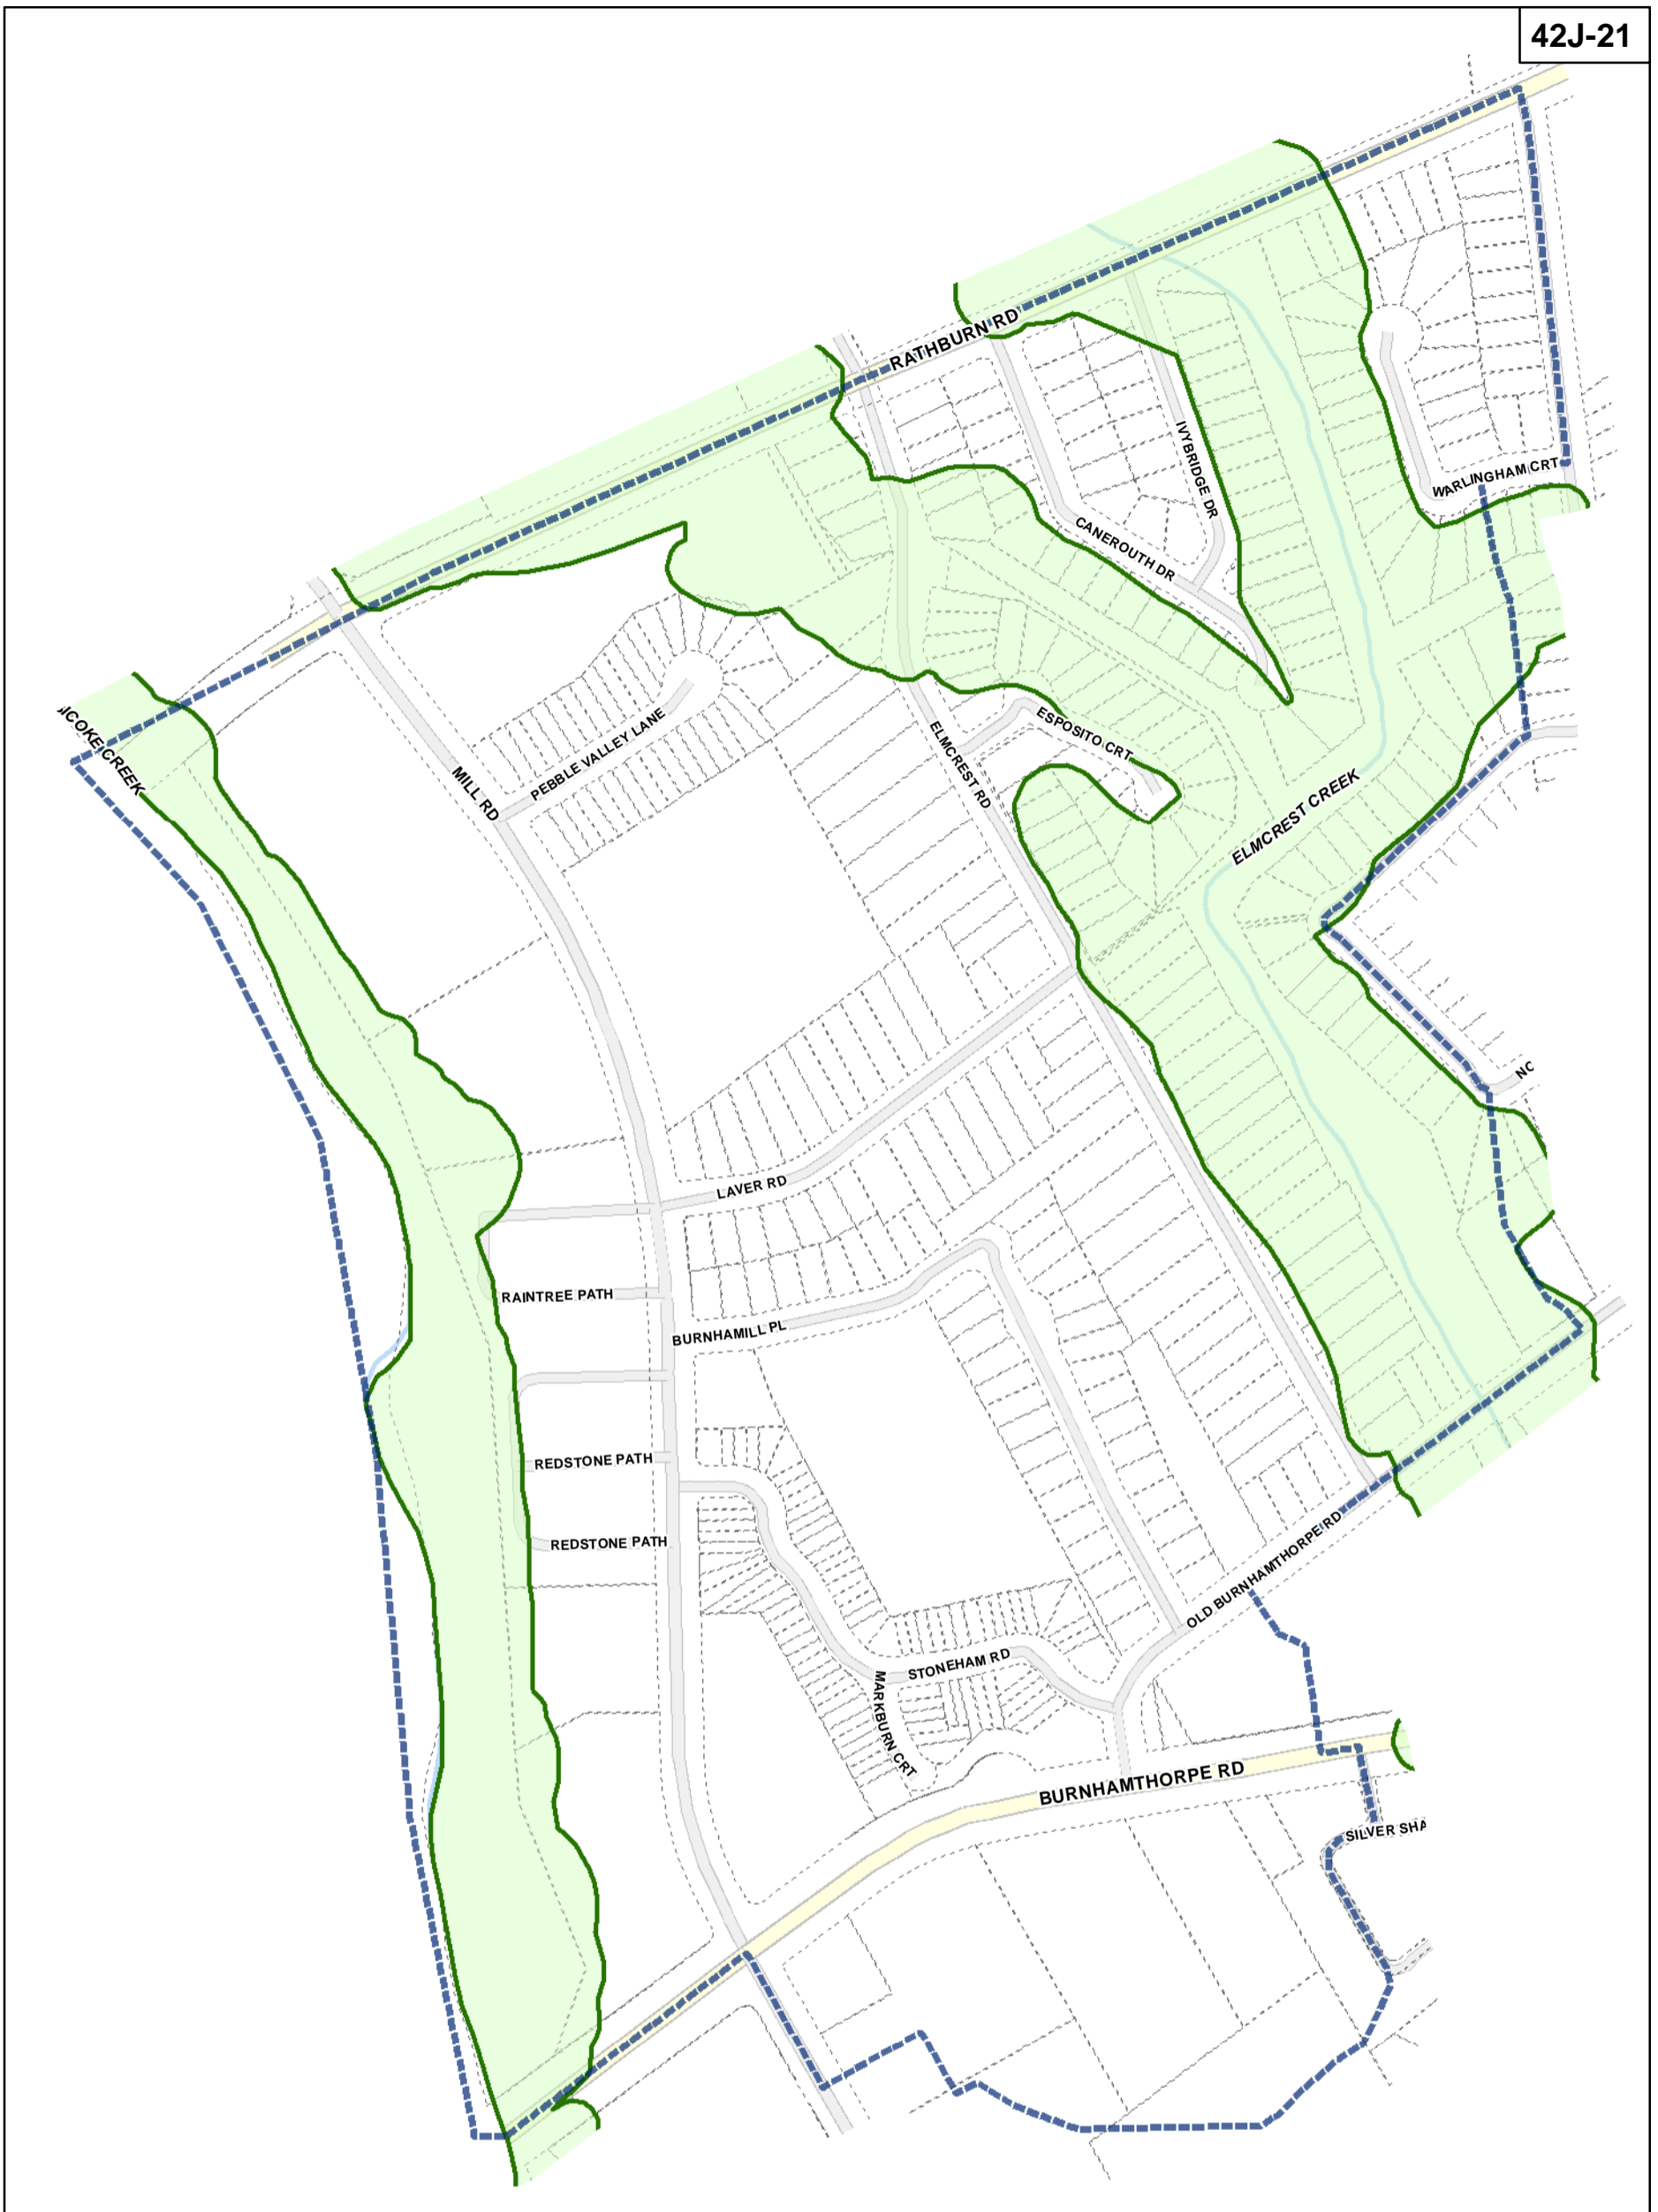 42J-21
RATHBURN RD
IVYBRIDGE DR
WARLINGHAM CRT
CANEROUTH DR
ICOKE CREEK
PEBBLE VALLEY LANE
MILL RD
ELMCREST RD
ESPOSITO CRT
ELMCREST CREEK
NC
LAVER RD
RAINTREE PATH
BURNHAMILL PL
REDSTONE PATH
REDSTONE PATH
OLD BURNHAMTHORPE RD
STONEHAM RD
MARKBURN CRT
BURNHAMTHORPE RD
SILVER SHA